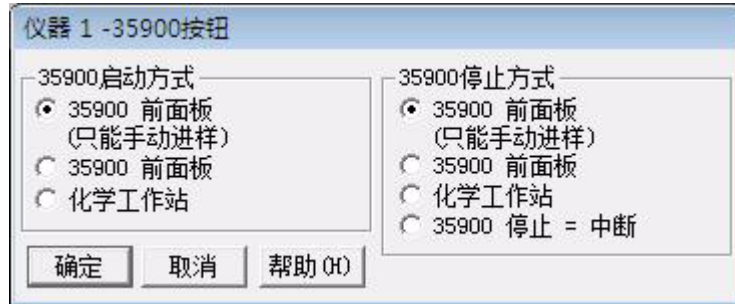 仪器 1 -35900按钮
35900启动方式
35900 前面板
(只能手动进样)
35900 前面板
化学工作站
35900停止方式
35900 前面板
(只能手动进样)
35900 前面板
化学工作站
35900 停止 = 中断
确定
取消
帮助(H)